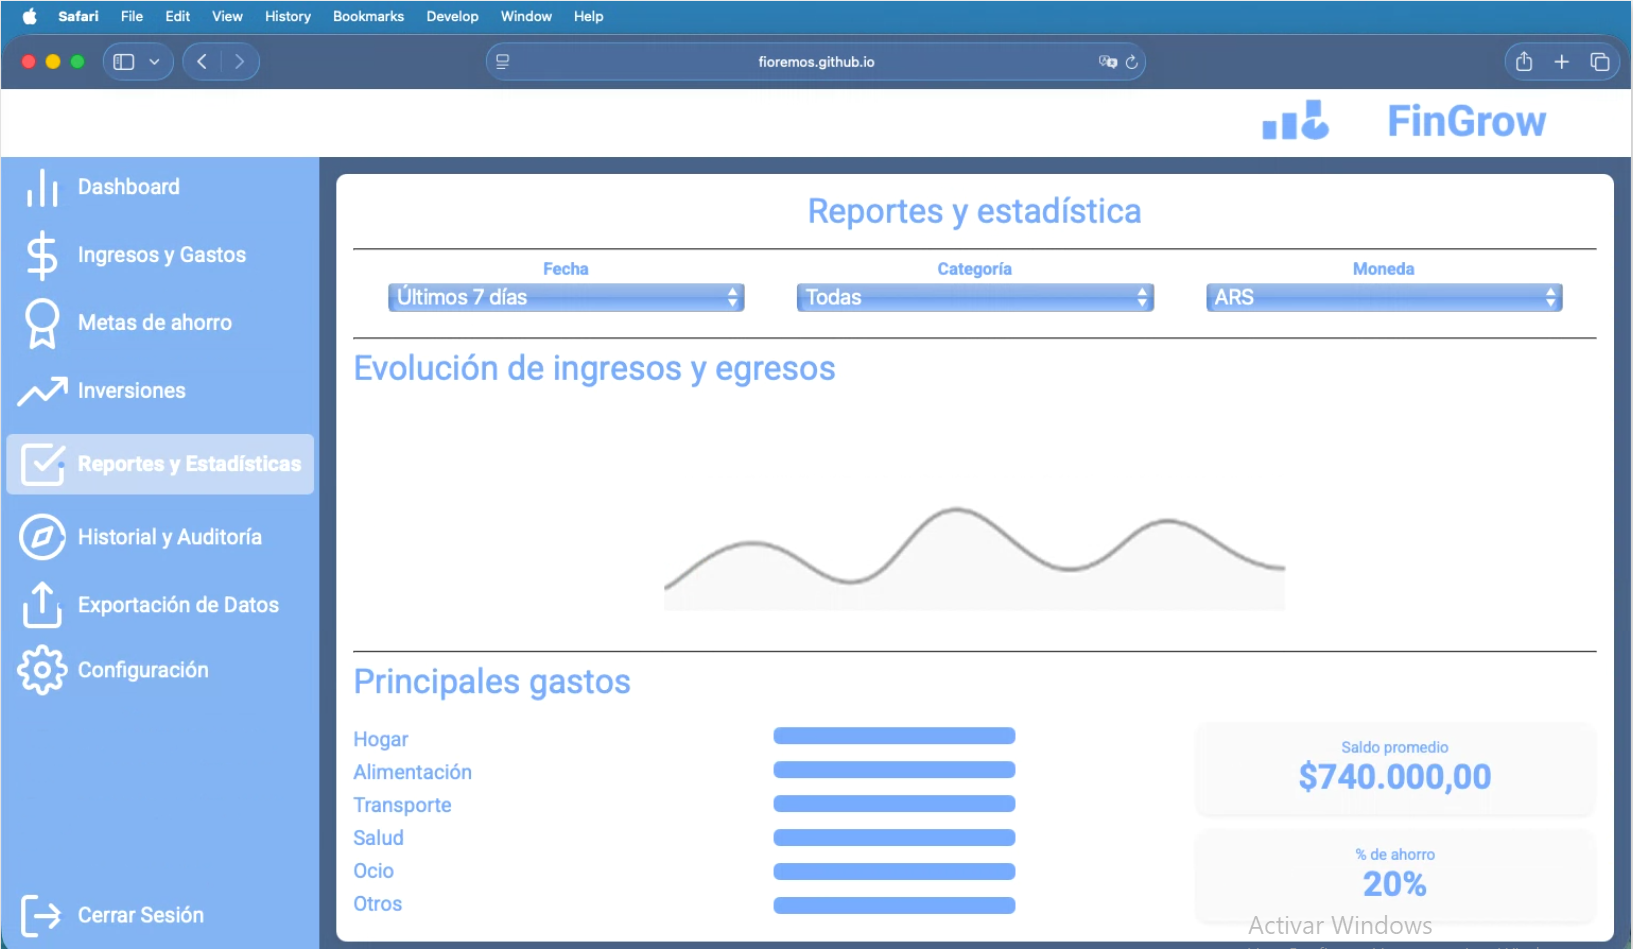 Safari File Edit View History Bookmarks Develop Window Help
fioremos.github.io
FinGrow
Dashboard
Ingresos y Gastos
Metas de ahorro
Inversiones
Reportes y Estadísticas
Historial y Auditoría
Exportación de Datos
Configuración
Cerrar Sesión
Reportes y estadística
Fecha Categoría Moneda
Últimos 7 días Todas ARS
Evolución de ingresos y egresos
Principales gastos
Hogar
Alimentación
Transporte
Salud
Ocio
Otros
Saldo promedio
$740.000,00
% de ahorro
20%
Activar Windows